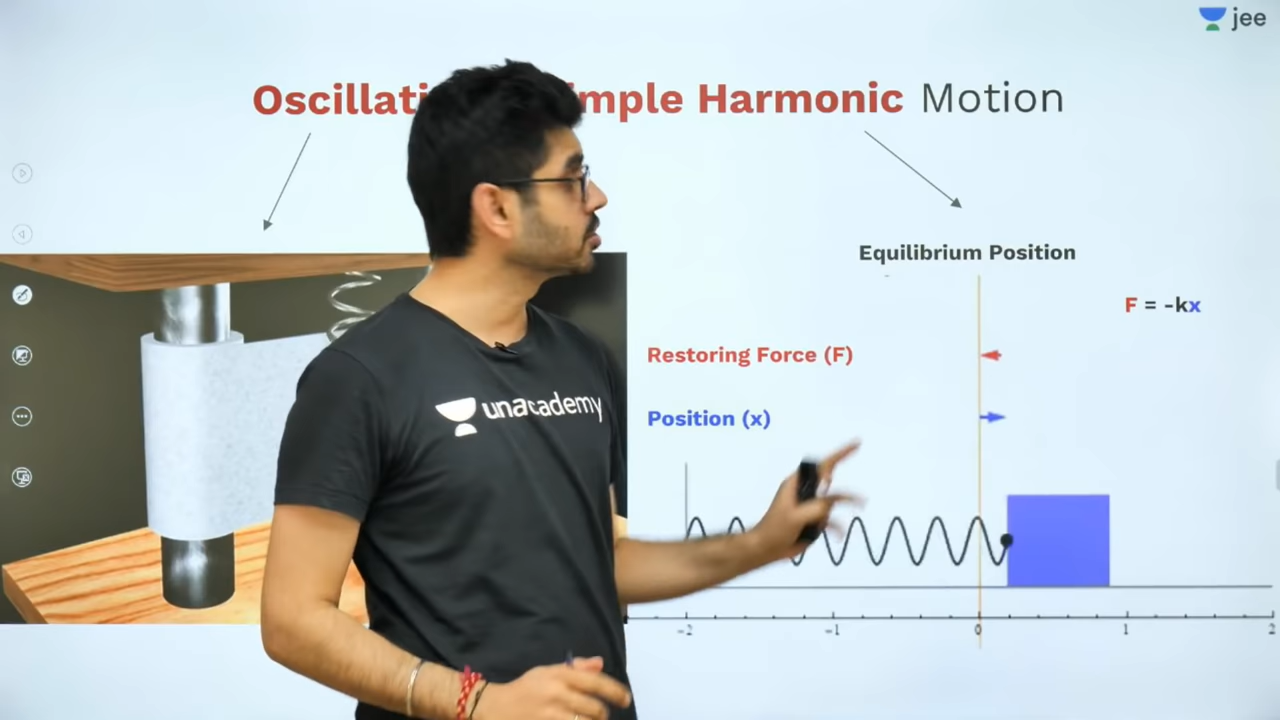 jee
Oscillati imple Harmonic Motion
Equilibrium Position
F = -kx
Restoring Force (F)
Position (x)
unacademy
-2 -1 0 1 2